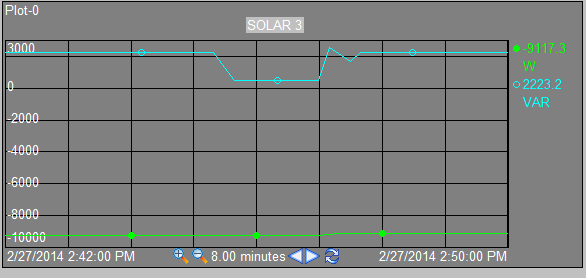 Plot-0
SOLAR 3
3000
0
-2000
-4000
-6000
-8000
-10000
-9117.3
W
2223.2
VAR
2/27/2014 2:42:00 PM
8.00 minutes
2/27/2014 2:50:00 PM